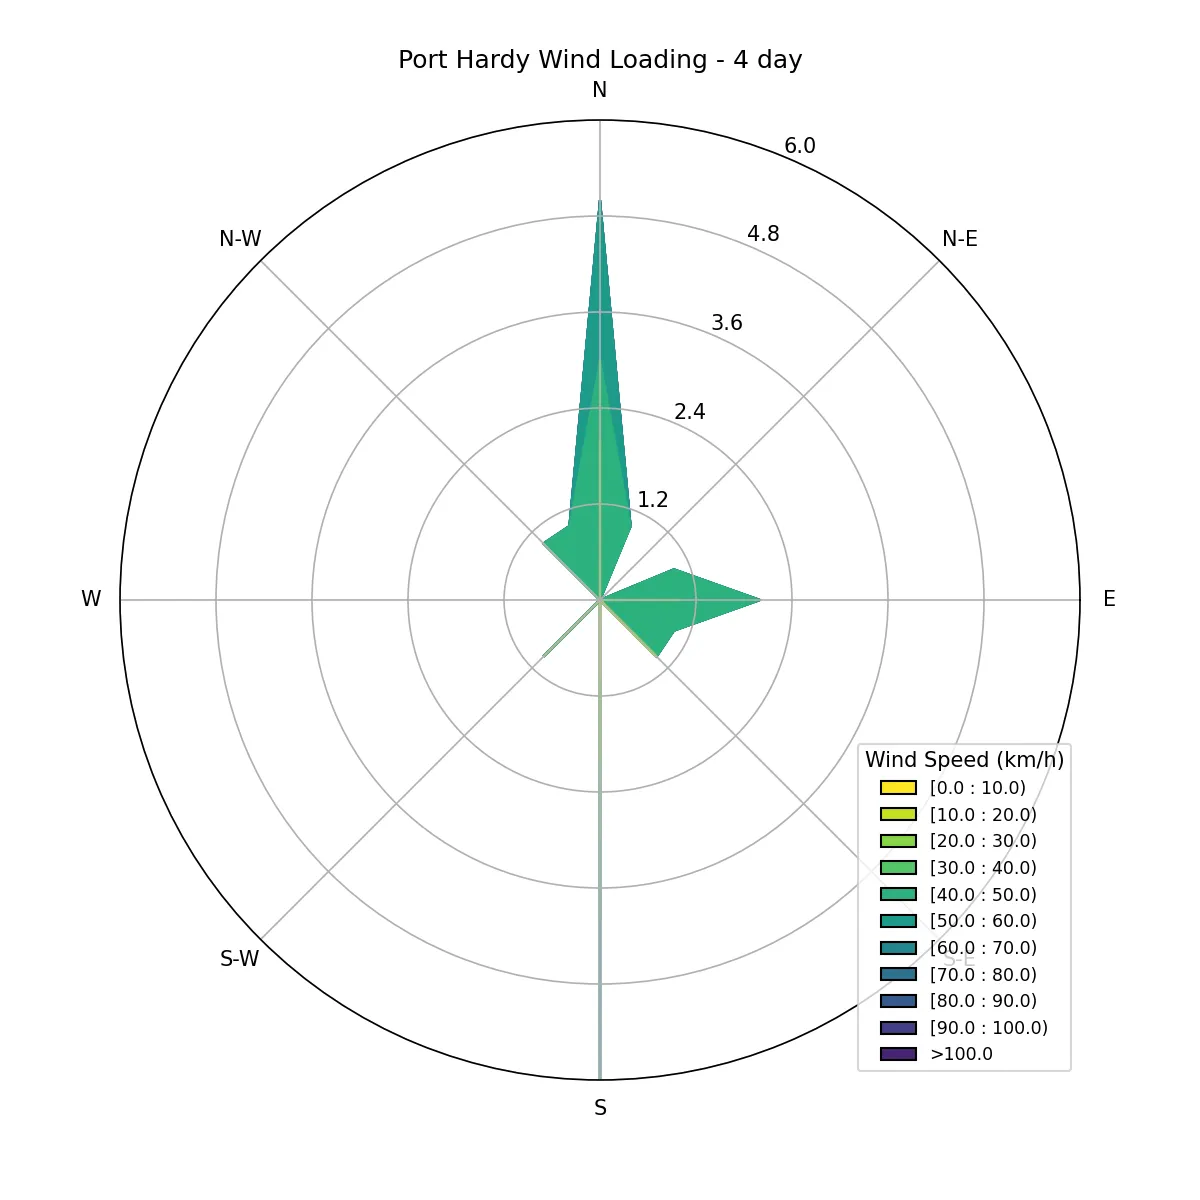 Port Hardy Wind Loading - 4 day
N
6.0
N-W
N-E
4.8
3.6
2.4
1.2
W
E
Wind Speed (km/h)
[0.0 : 10.0)
[10.0 : 20.0)
[20.0 : 30.0)
[30.0 : 40.0)
[40.0 : 50.0)
[50.0 : 60.0)
[60.0 : 70.0)
[70.0 : 80.0)
[80.0 : 90.0)
[90.0 : 100.0)
>100.0
S-W
S-E
S